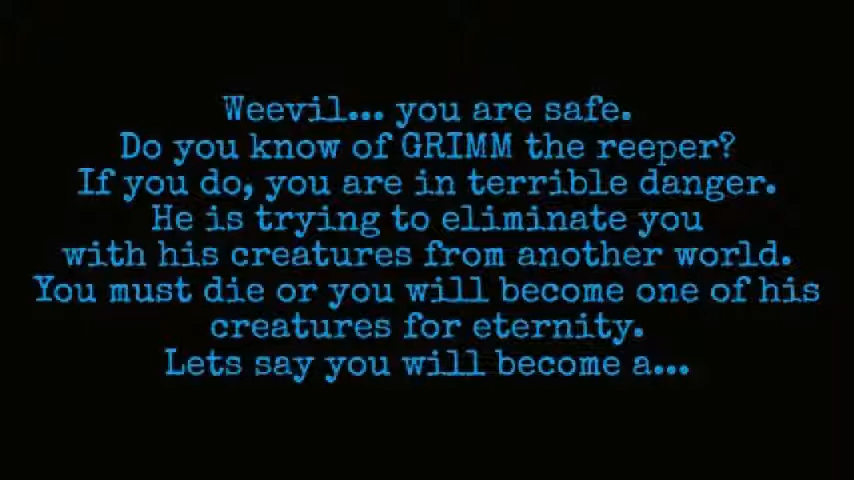 Weevil... you are safe.
Do you know of GRIMM the reeper?
If you do, you are in terrible danger.
He is trying to eliminate you
with his creatures from another world.
You must die or you will become one of his
creatures for eternity.
Lets say you will become a...